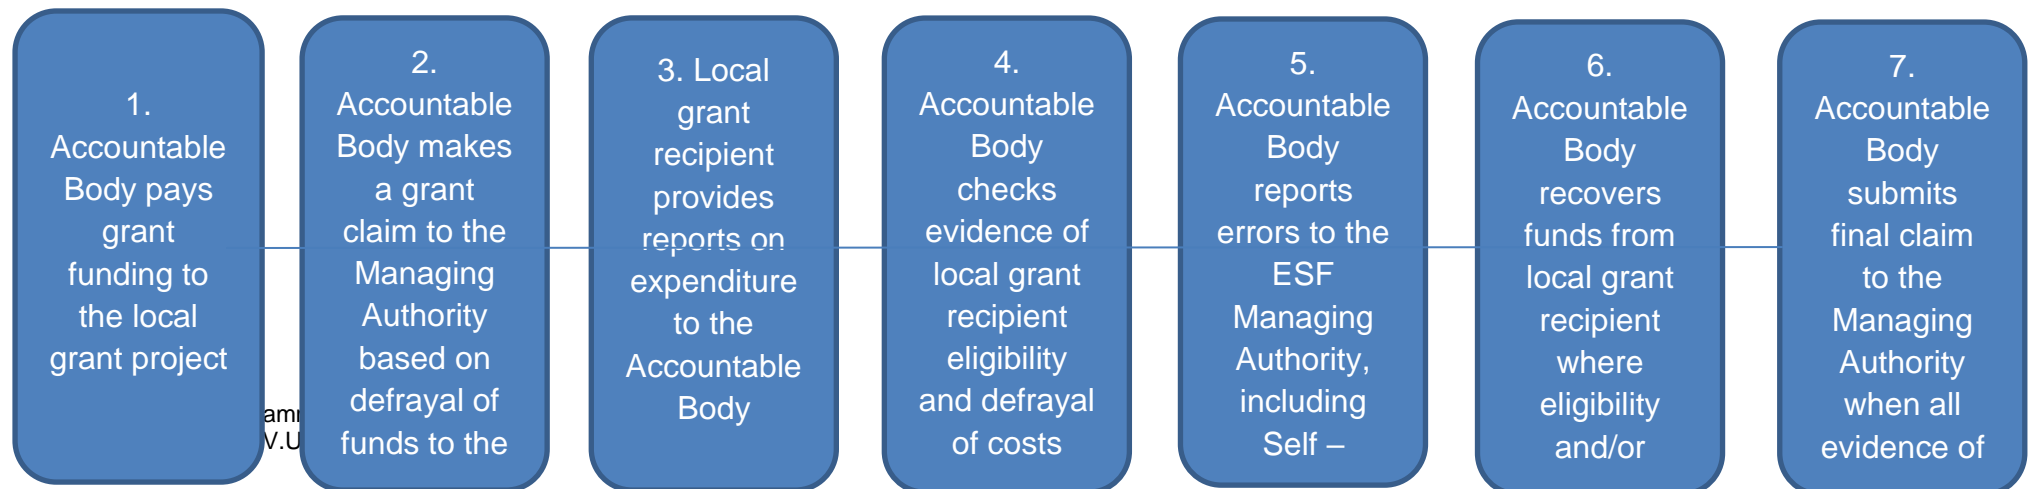 1.
Accountable
Body pays
grant
funding to
the local
grant project
2.
Accountable
Body makes
a grant
claim to the
Managing
Authority
based on
defrayal of
funds to the
3. Local
grant
recipient
provides
reports on
expenditure
to the
Accountable
Body
4.
Accountable
Body
checks
evidence of
local grant
recipient
eligibility
and defrayal
of costs
5.
Accountable
Body
reports
errors to the
ESF
Managing
Authority,
including
Self –
6.
Accountable
Body
recovers
funds from
local grant
recipient
where
eligibility
and/or
7.
Accountable
Body
submits
final claim
to the
Managing
Authority
when all
evidence of